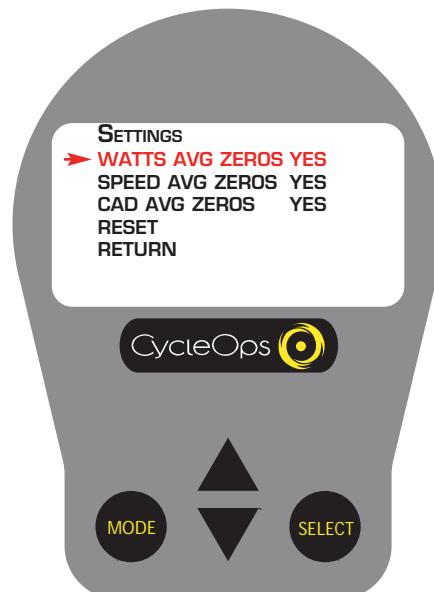 SETTINGS
WATTS AVG ZEROS YES
SPEED AVG ZEROS YES
CAD AVG ZEROS YES
RESET
RETURN
CycleOps
MODE
SELECT